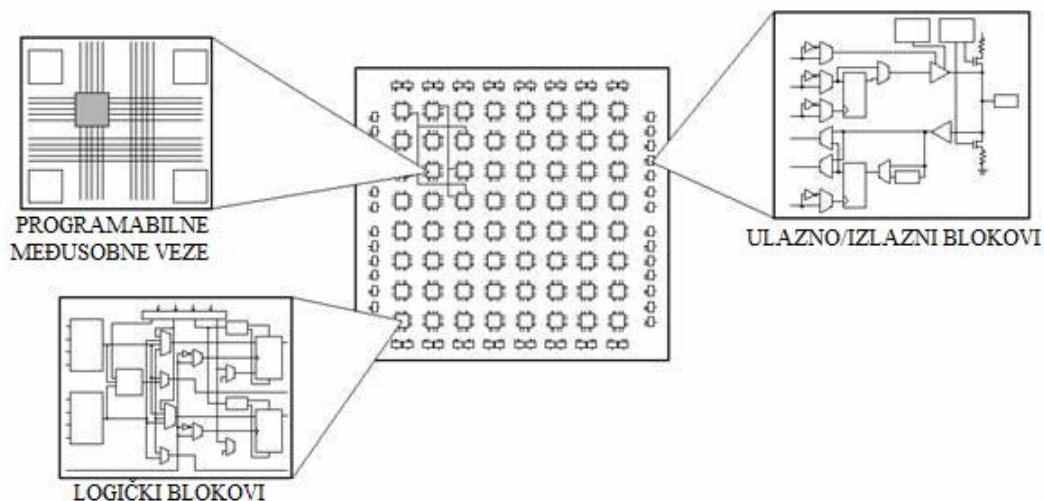 PROGRAMABILNE
MEĐUSOBNE VEZE
ULAZNO/IZLAZNI BLOKOVI
LOGIČKI BLOKOVI